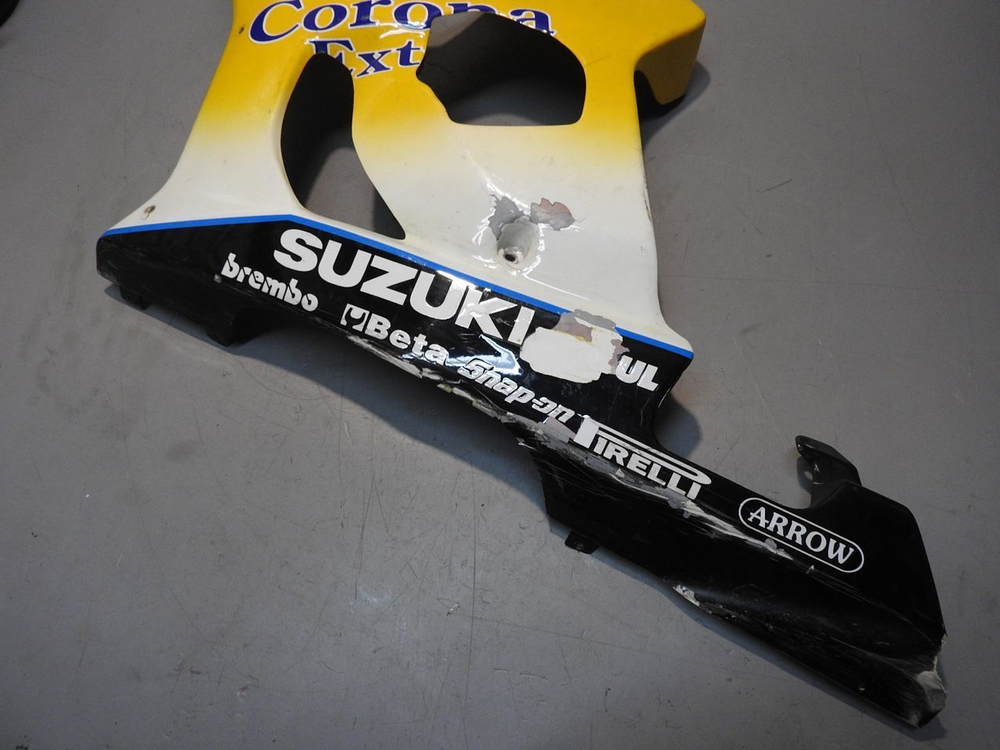 Corona
Ext
SUZUKI UL
brembo
Beta
Snap-on
PIRELLI
ARROW